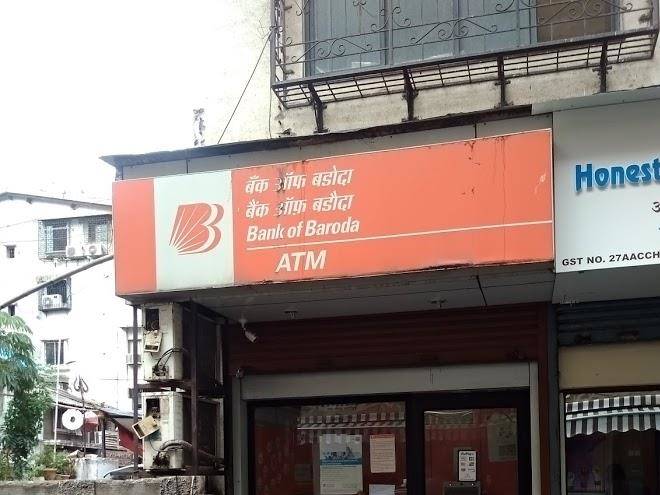 बँक ऑफ बडोदा
बैंक ऑफ़ बड़ौदा
Bank of Baroda
ATM
Honest
GST NO. 27AACCH